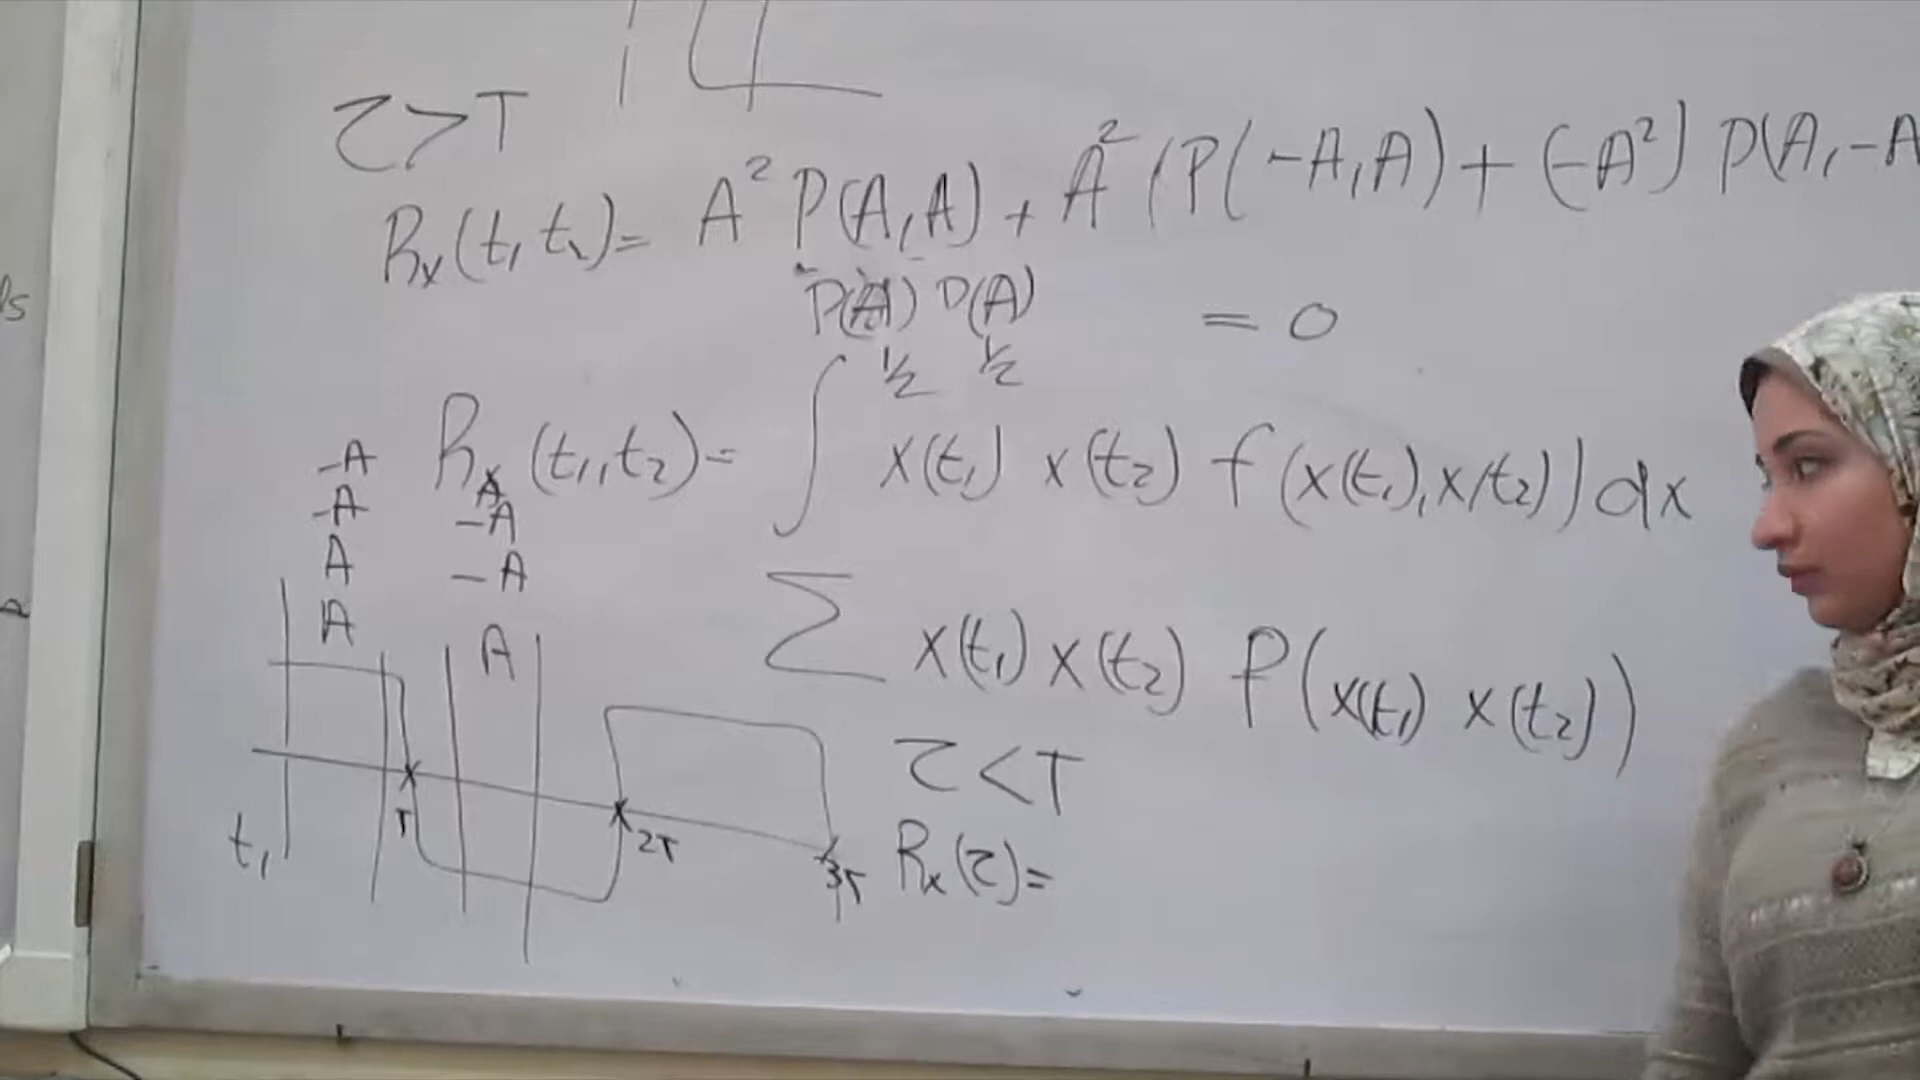 τ>T
Rx(t1 t2)= A² P(A,A) + A² (P(-A,A) + (-A²) P(A,-A
P(A) P(A) = 0
½ ½
Rx(t1,t2)= ∫ x(t1) x(t2) f(x(t1),x(t2)) dx
-A A
-A -A
A -A
A A
Σ x(t1) x(t2) P(x(t1) x(t2))
τ<T
t1 T 2T 3T Rx(τ)=